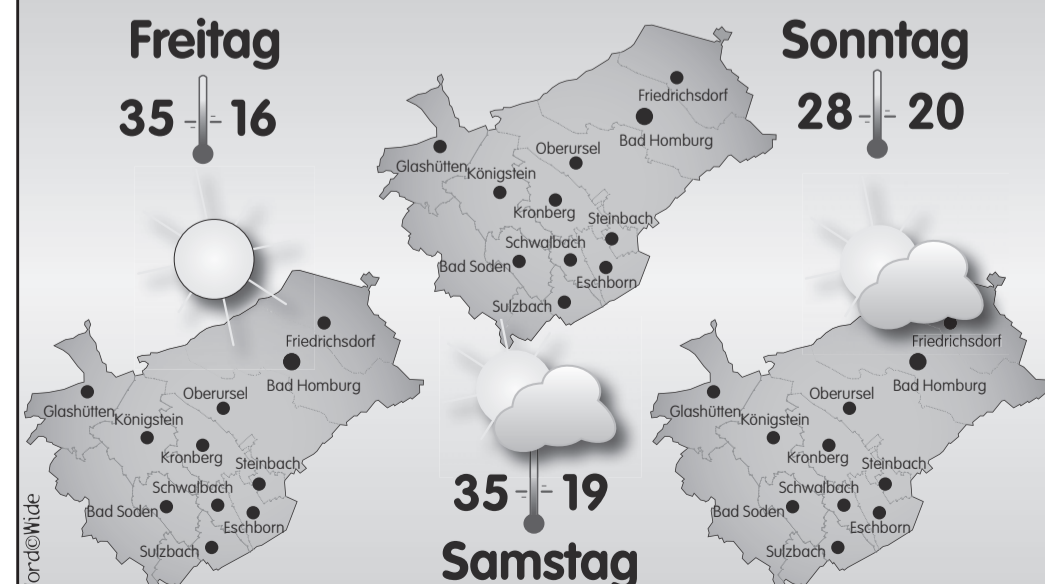 Freitag
35 16
Friedrichsdorf
Bad Homburg
Oberursel
Glashütten
Königstein
Kronberg
Steinbach
Schwalbach
Bad Soden
Eschborn
Sulzbach
Friedrichsdorf
Bad Homburg
Oberursel
Glashütten
Königstein
Kronberg
Steinbach
Schwalbach
Bad Soden
Eschborn
Sulzbach
35 19
Samstag
Sonntag
28 20
Friedrichsdorf
Bad Homburg
Oberursel
Glashütten
Königstein
Kronberg
Steinbach
Schwalbach
Bad Soden
Eschborn
Sulzbach